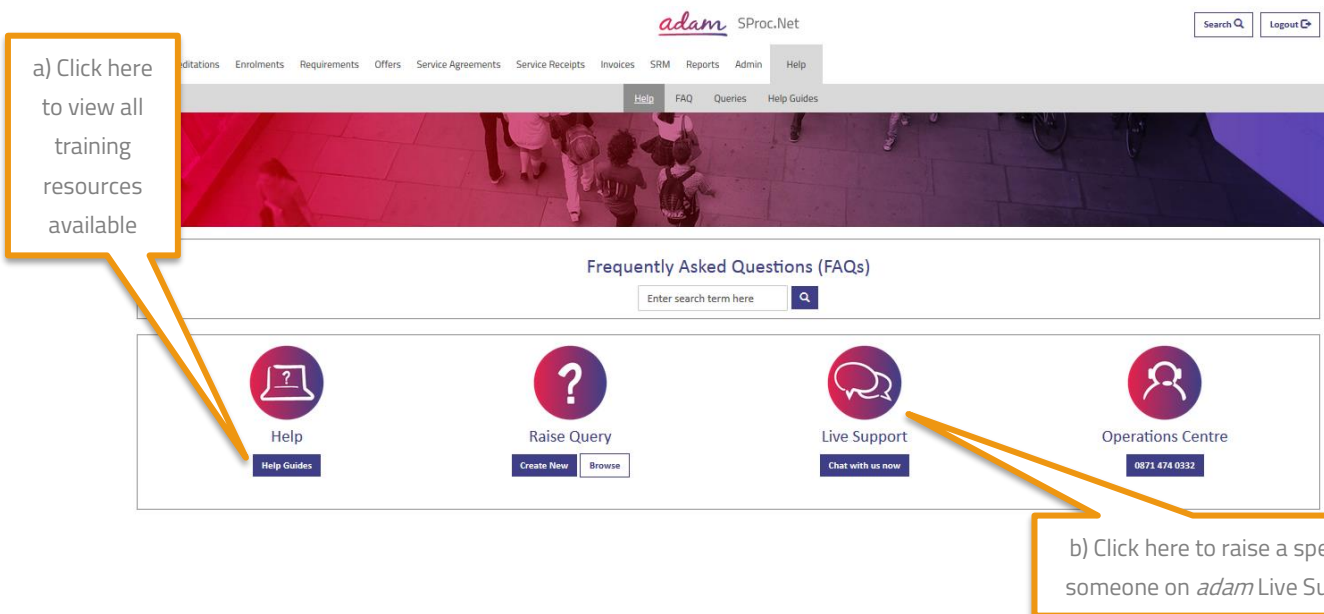 adam SProc.Net
Search
Logout
a) Click here
to view all
training
resources
available
Enrolments Requirements Offers Service Agreements Service Receipts Invoices SRM Reports Admin Help
Help FAQ Queries Help Guides
Frequently Asked Questions (FAQs)
Enter search term here
Help Raise Query Live Support Operations Centre
Help Guides Create New Browse Chat with us now 0871 474 0332
b) Click here to raise a
someone on adam Live